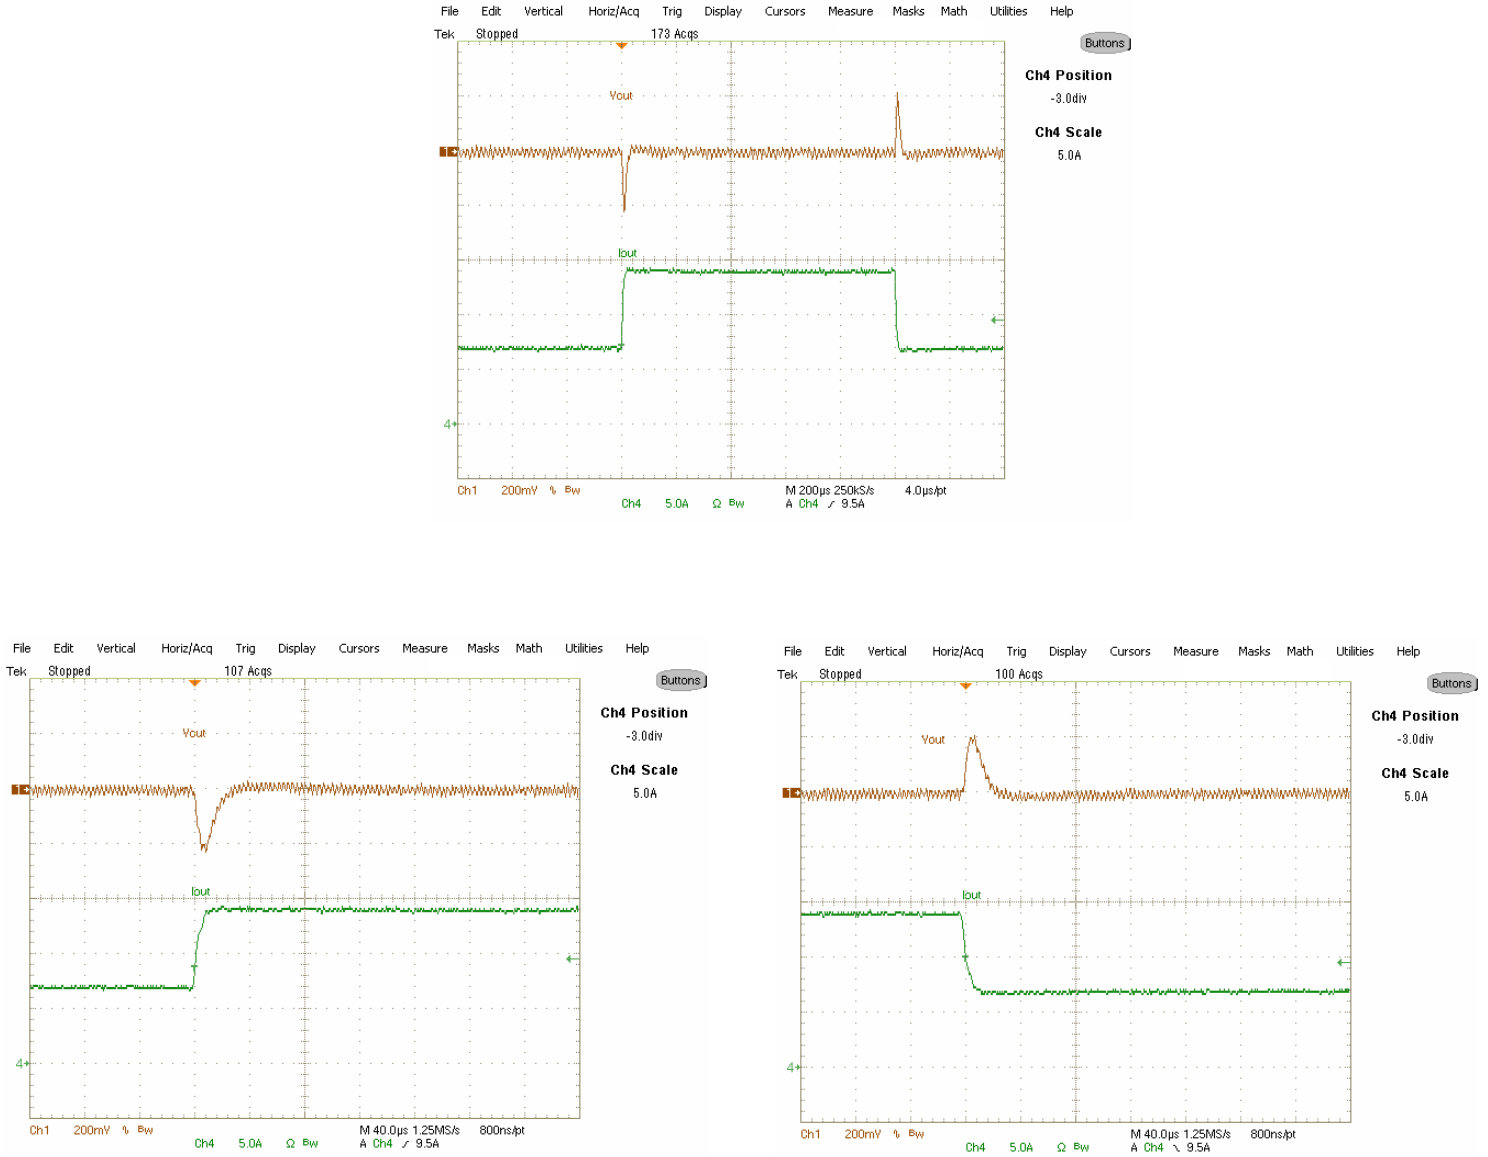 File Edit Vertical Horiz/Acq Trig Display Cursors Measure Masks Math Utilities Help
Tek Stopped 173 Acqs
Buttons
Ch4 Position
-3.0div
Ch4 Scale
5.0A
Vout
1
Iout
4
Ch1 200mV ∿ Bw M 200µs 250kS/s 4.0µs/pt
Ch4 5.0A Ω Bw A Ch4 ƒ 9.5A
File Edit Vertical Horiz/Acq Trig Display Cursors Measure Masks Math Utilities Help
Tek Stopped 107 Acqs
Buttons
Ch4 Position
-3.0div
Ch4 Scale
5.0A
Vout
1
Iout
4
Ch1 200mV ∿ Bw M 40.0µs 1.25MS/s 800ns/pt
Ch4 5.0A Ω Bw A Ch4 ƒ 9.5A
File Edit Vertical Horiz/Acq Trig Display Cursors Measure Masks Math Utilities Help
Tek Stopped 100 Acqs
Buttons
Ch4 Position
-3.0div
Ch4 Scale
5.0A
Vout
1
Iout
4
Ch1 200mV ∿ Bw M 40.0µs 1.25MS/s 800ns/pt
Ch4 5.0A Ω Bw A Ch4 \ 9.5A